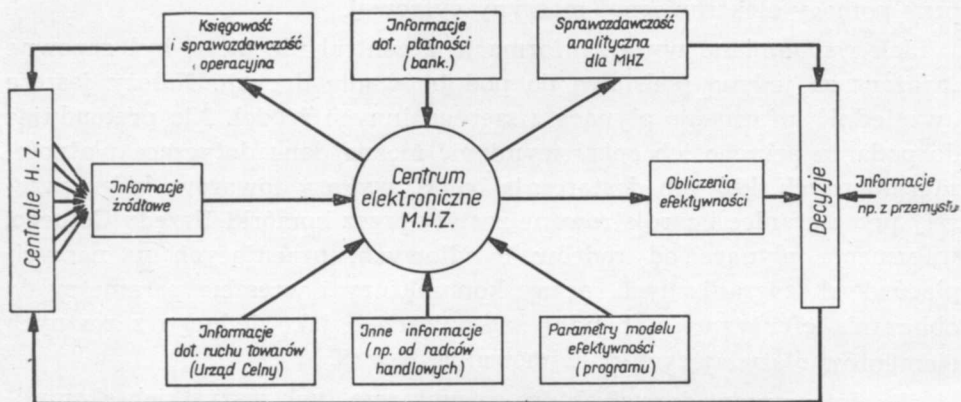 Księgowość
i sprawozdawczość
operacyjna
Informacje
dot. płatności
(bank.)
Sprawozdawczość
analityczna
dla MHZ
Centrale H. Z.
Informacje
źródłowe
Centrum
elektroniczne
M.H.Z.
Obliczenia
efektywności
Decyzje
Informacje
np. z przemysłu
Informacje
dot. ruchu towarów
(Urząd Celny)
Inne informacje
(np. od radców
handlowych)
Parametry modelu
efektywności
(programu)